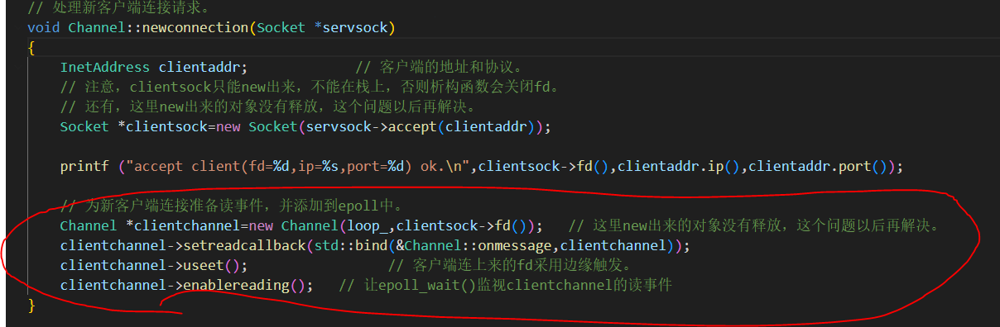 // 处理新客户端连接请求。
void Channel::newconnection(Socket *servsock)
{
InetAddress clientaddr; // 客户端的地址和协议。
// 注意，clientsock只能new出来，不能在栈上，否则析构函数会关闭fd。
// 还有，这里new出来的对象没有释放，这个问题以后再解决。
Socket *clientsock=new Socket(servsock->accept(clientaddr));
printf ("accept client(fd=%d,ip=%s,port=%d) ok.\n",clientsock->fd(),clientaddr.ip(),clientaddr.port());
// 为新客户端连接准备读事件，并添加到epoll中。
Channel *clientchannel=new Channel(loop_,clientsock->fd()); // 这里new出来的对象没有释放，这个问题以后再解决。
clientchannel->setreadcallback(std::bind(&Channel::onmessage,clientchannel));
clientchannel->useet(); // 客户端连上来的fd采用边缘触发。
clientchannel->enablereading(); // 让epoll_wait()监视clientchannel的读事件
}